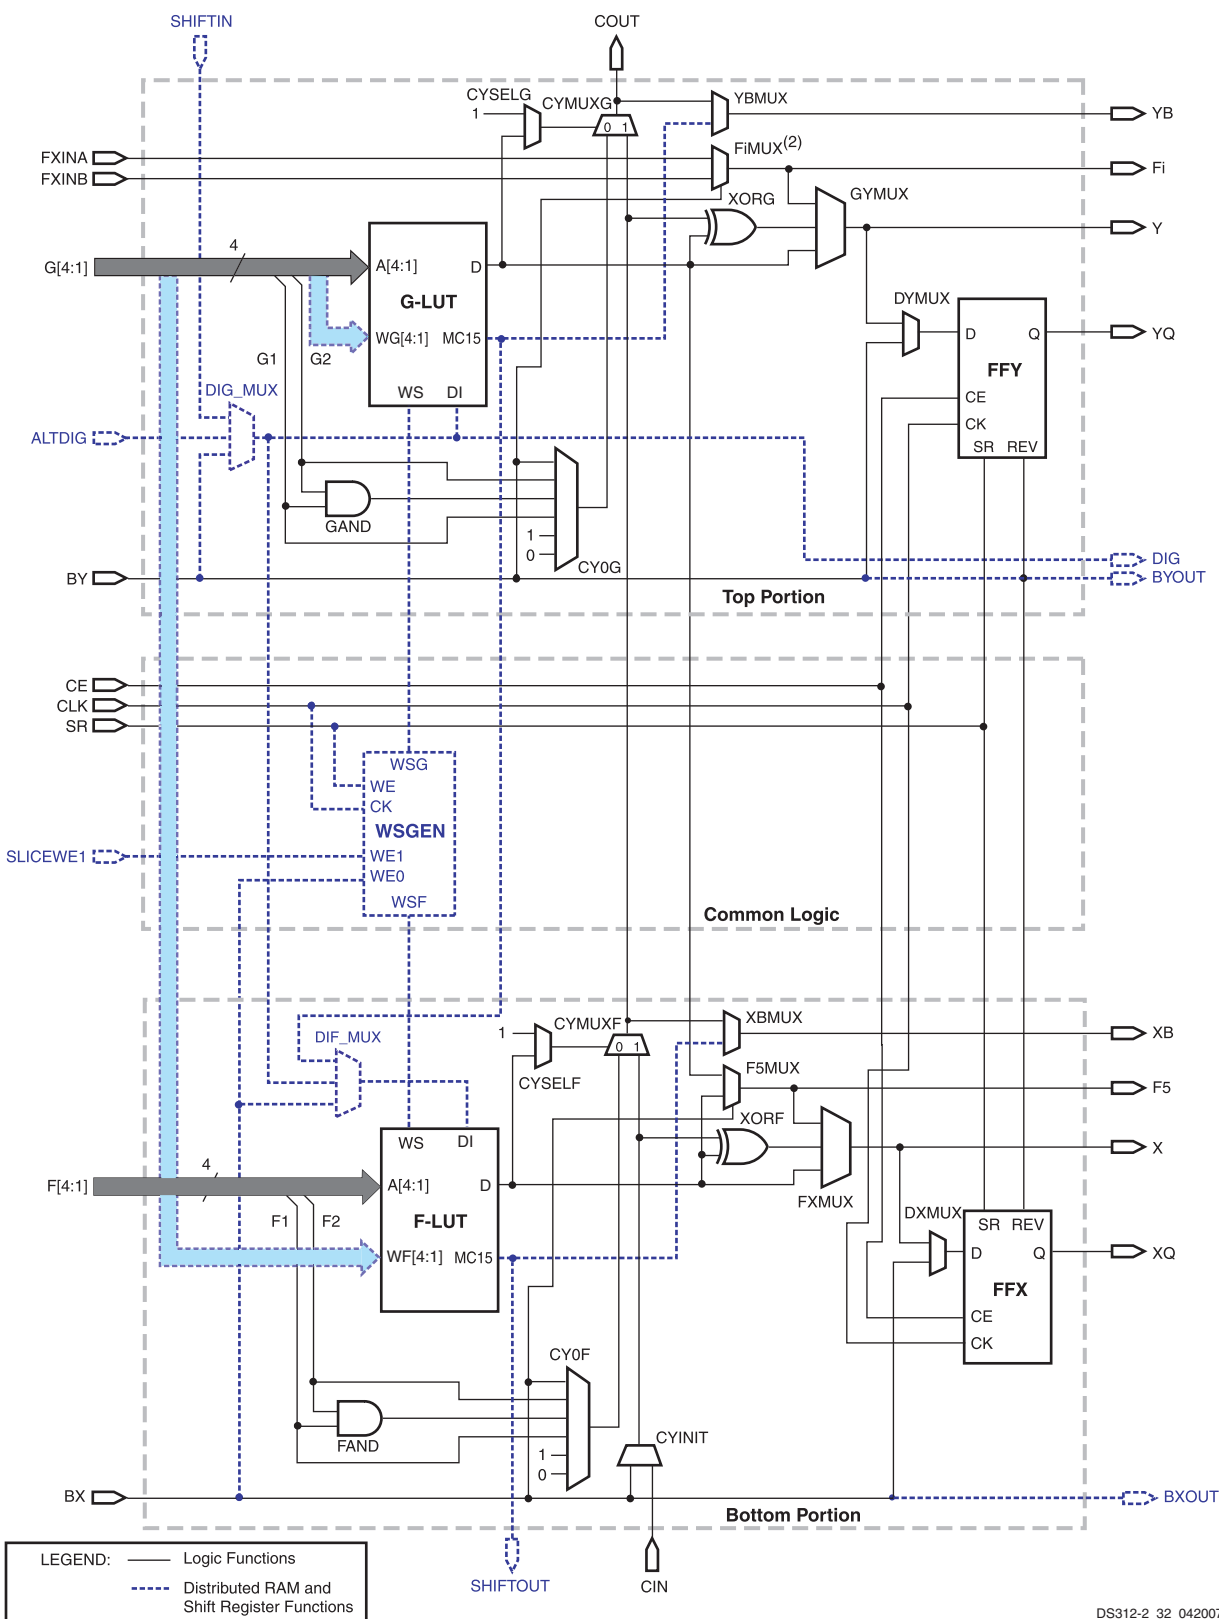 SHIFTIN
COUT
CYSELG
CYMUXG
YBMUX
1
0 1
YB
FXINA
FXINB
FiMUX(2)
Fi
XORG
GYMUX
Y
4
G[4:1]
A[4:1]
D
G-LUT
WG[4:1]
MC15
WS
DI
G1
G2
DYMUX
D
Q
FFY
CE
CK
SR
REV
YQ
DIG_MUX
ALTDIG
GAND
1
0
CY0G
BY
DIG
BYOUT
Top Portion
CE
CLK
SR
WSG
WE
CK
WSGEN
WE1
WE0
WSF
SLICEWE1
Common Logic
DIF_MUX
1
CYMUXF
0 1
CYSELF
XBMUX
XB
F5MUX
F5
XORF
X
FXMUX
DXMUX
WS
DI
4
F[4:1]
A[4:1]
D
F-LUT
WF[4:1]
MC15
F1
F2
SR
REV
D
Q
FFX
CE
CK
XQ
CY0F
FAND
1
0
CYINIT
BX
BXOUT
Bottom Portion
SHIFTOUT
CIN
LEGEND:
Logic Functions
Distributed RAM and
Shift Register Functions
DS312-2_32_042007